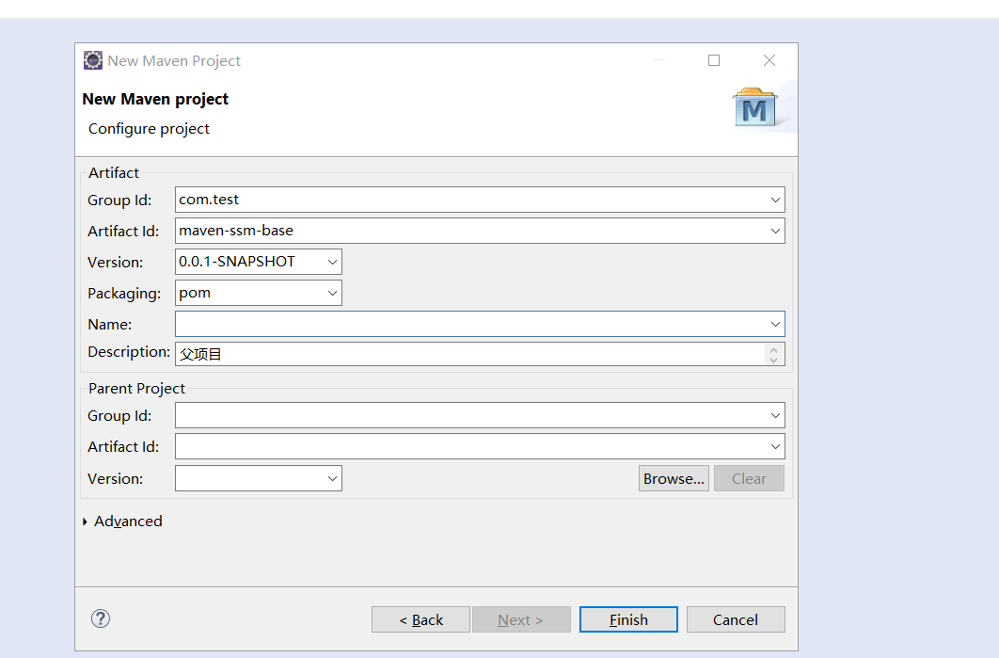 New Maven Project
New Maven project
Configure project
M
Artifact
Group Id: com.test
Artifact Id: maven-ssm-base
Version: 0.0.1-SNAPSHOT
Packaging: pom
Name:
Description: 父项目
Parent Project
Group Id:
Artifact Id:
Version: Browse... Clear
Advanced
? < Back Next > Finish Cancel